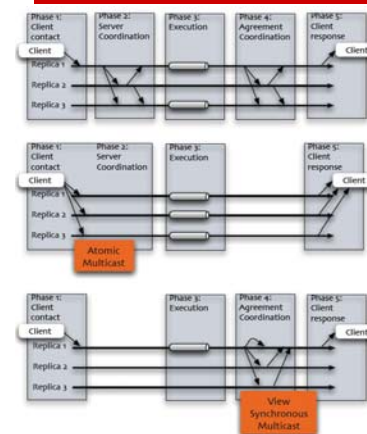 Phase 1: Client contact
Phase 2: Server Coordination
Phase 3: Execution
Phase 4: Agreement Coordination
Phase 5: Client response
Client
Client
Replica 1
Replica 2
Replica 3
Phase 1: Client contact
Phase 2: Server Coordination
Phase 3: Execution
Phase 5: Client response
Client
Client
Replica 1
Replica 2
Replica 3
Atomic
Multicast
Phase 1: Client contact
Phase 3: Execution
Phase 4: Agreement Coordination
Phase 5: Client response
Client
Client
Replica 1
Replica 2
Replica 3
View
Synchronous
Multicast